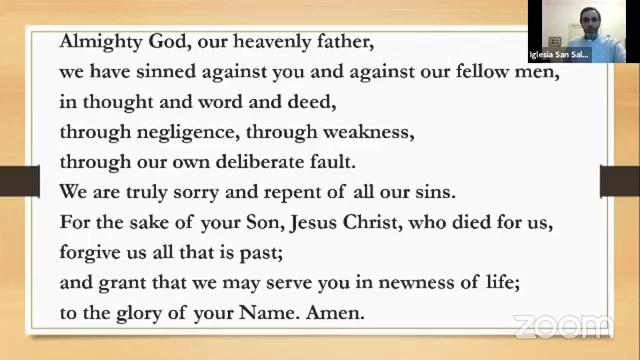 Almighty God, our heavenly father,
we have sinned against you and against our fellow men,
in thought and word and deed,
through negligence, through weakness,
through our own deliberate fault.
We are truly sorry and repent of all our sins.
For the sake of your Son, Jesus Christ, who died for us,
forgive us all that is past;
and grant that we may serve you in newness of life;
to the glory of your Name. Amen.
Iglesia San Sal...
zoom